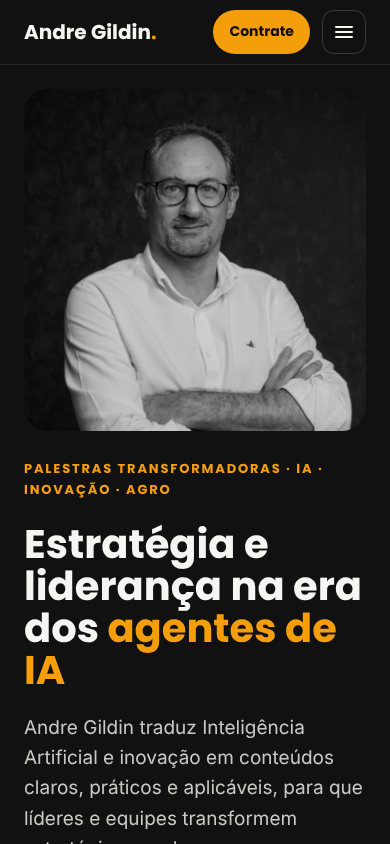 Andre Gildin.
Contrate
PALESTRAS TRANSFORMADORAS · IA ·
INOVAÇÃO · AGRO
Estratégia e
liderança na era
dos agentes de
IA
Andre Gildin traduz Inteligência
Artificial e inovação em conteúdos
claros, práticos e aplicáveis, para que
líderes e equipes transformem